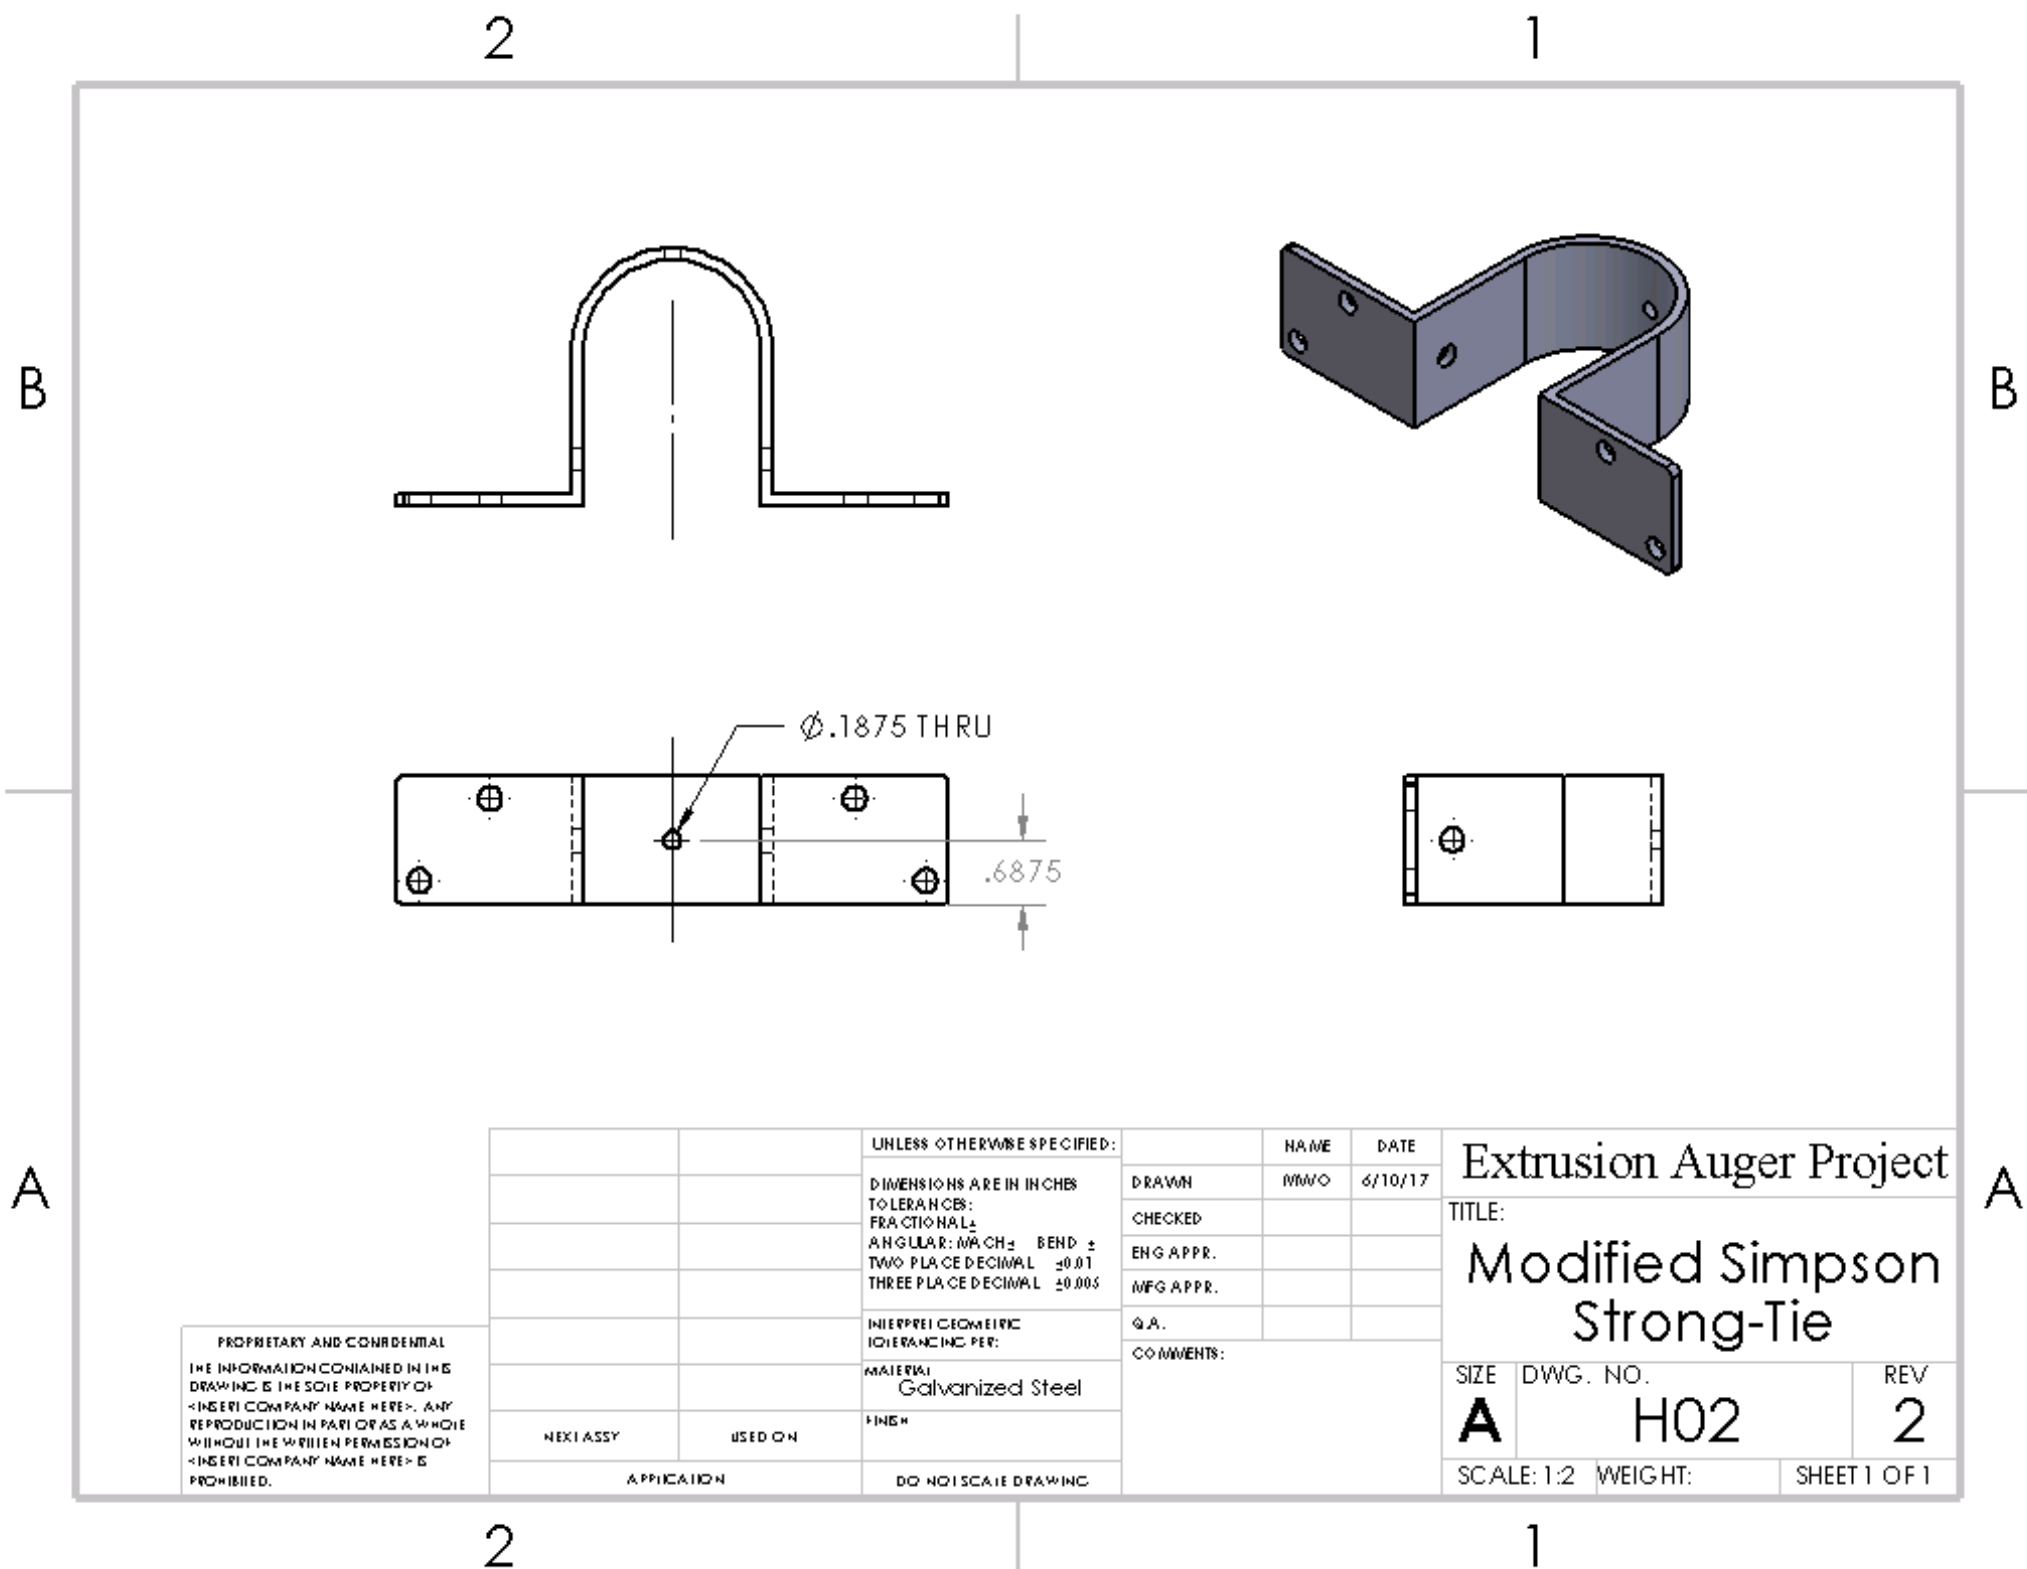 2
1
B
B
Ø.1875 THRU
.6875
A
A
UNLESS OTHERWISE SPECIFIED:
DIMENSIONS ARE IN INCHES
TOLERANCES:
FRACTIONAL±
ANGULAR: MACH± BEND ±
TWO PLACE DECIMAL ±0.01
THREE PLACE DECIMAL ±0.005
INTERPRET GEOMETRIC
TOLERANCING PER:
MATERIAL
Galvanized Steel
FINISH
DO NOT SCALE DRAWING
NAME DATE
DRAWN MWO 6/10/17
CHECKED
ENG APPR.
MFG APPR.
Q.A.
COMMENTS:
Extrusion Auger Project
TITLE:
Modified Simpson
Strong-Tie
SIZE DWG. NO. REV
A H02 2
SCALE: 1:2 WEIGHT: SHEET 1 OF 1
PROPRIETARY AND CONFIDENTIAL
THE INFORMATION CONTAINED IN THIS
DRAWING IS THE SOLE PROPERTY OF
<INSERT COMPANY NAME HERE>. ANY
REPRODUCTION IN PART OR AS A WHOLE
WITHOUT THE WRITTEN PERMISSION OF
<INSERT COMPANY NAME HERE> IS
PROHIBITED.
NEXT ASSY USED ON
APPLICATION
2
1